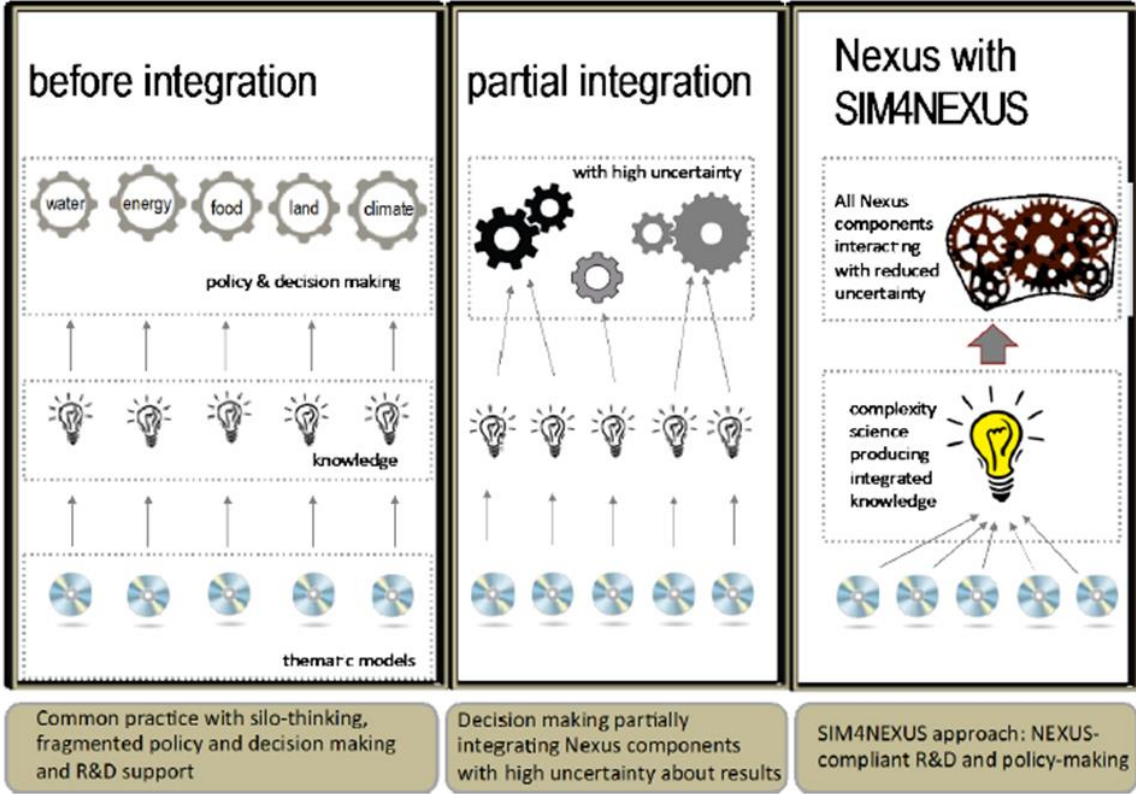 before integration
water
energy
food
land
climate
policy & decision making
knowledge
thematic models
Common practice with silo-thinking,
fragmented policy and decision making
and R&D support
partial integration
with high uncertainty
Decision making partially
integrating Nexus components
with high uncertainty about results
Nexus with
SIM4NEXUS
All Nexus
components
interacting
with reduced
uncertainty
complexity
science
producing
integrated
knowledge
SIM4NEXUS approach: NEXUS-
compliant R&D and policy-making